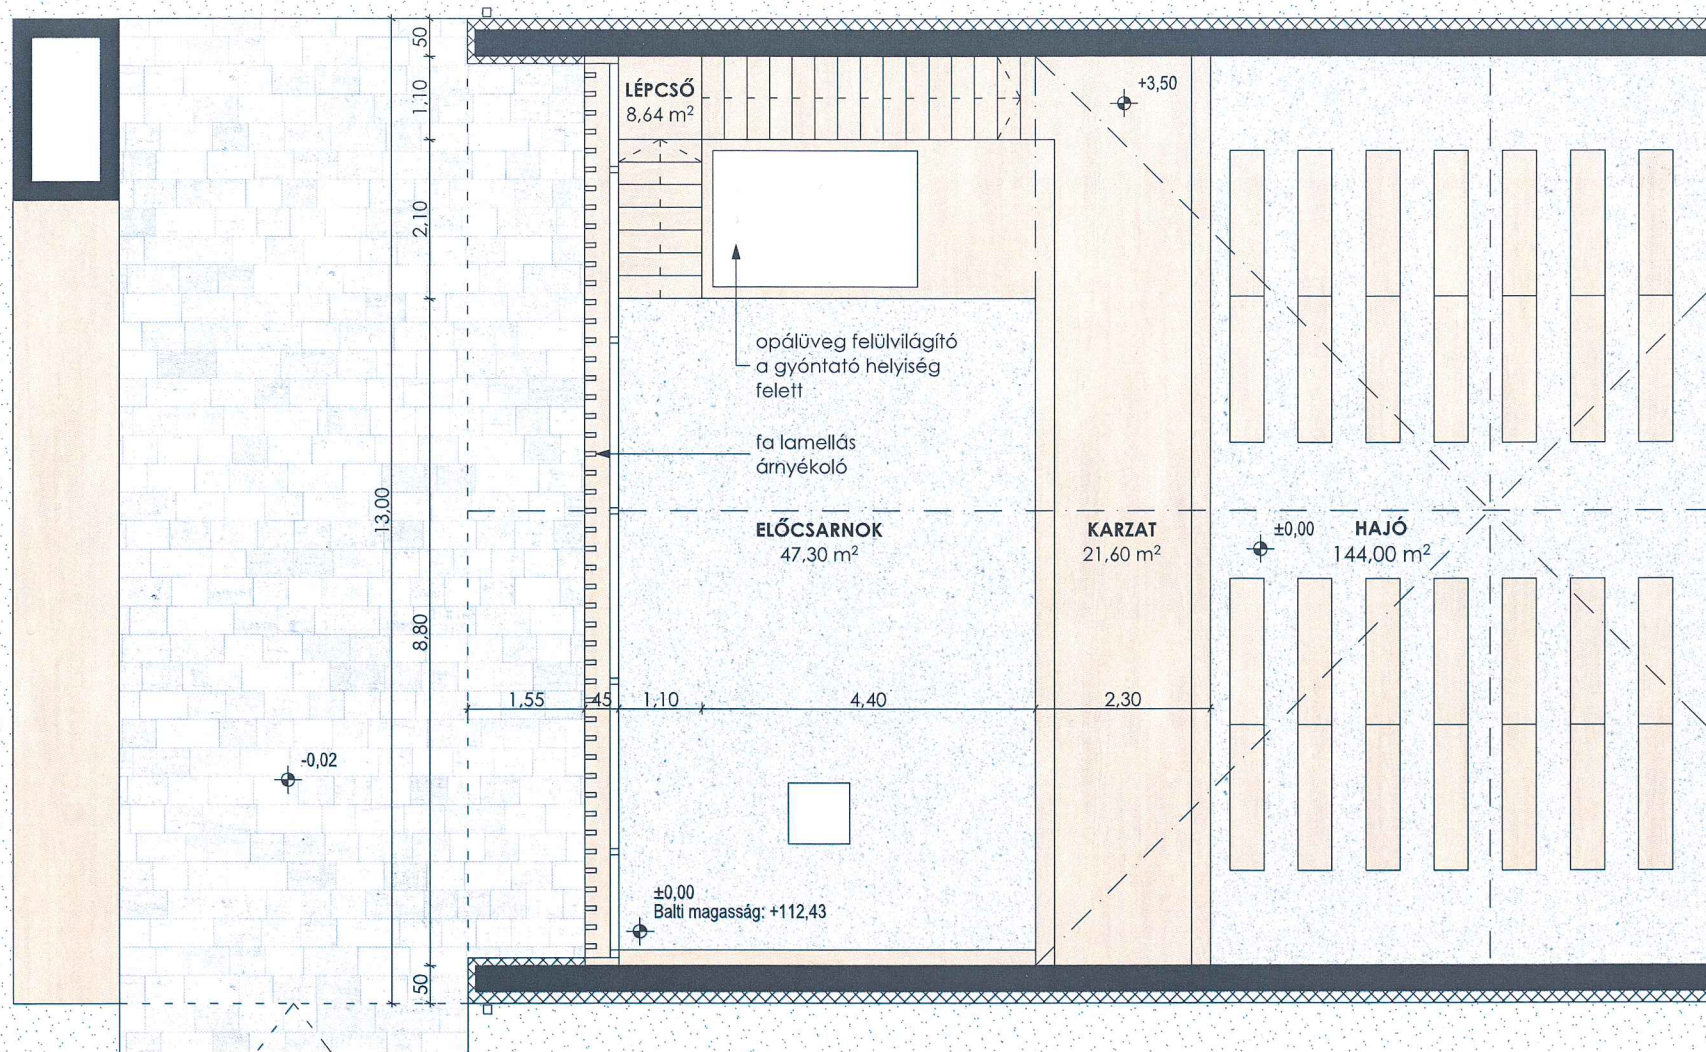 50
1,10
2,10
13,00
8,80
50
LÉPCSŐ
8,64 m²
+3,50
opálüveg felülvilágító
a gyóntató helyiség
felett
fa lamellás
árnyékoló
ELŐCSARNOK
47,30 m²
KARZAT
21,60 m²
±0,00
HAJÓ
144,00 m²
1,55
45
1,10
4,40
2,30
-0,02
±0,00
Balti magasság: +112,43